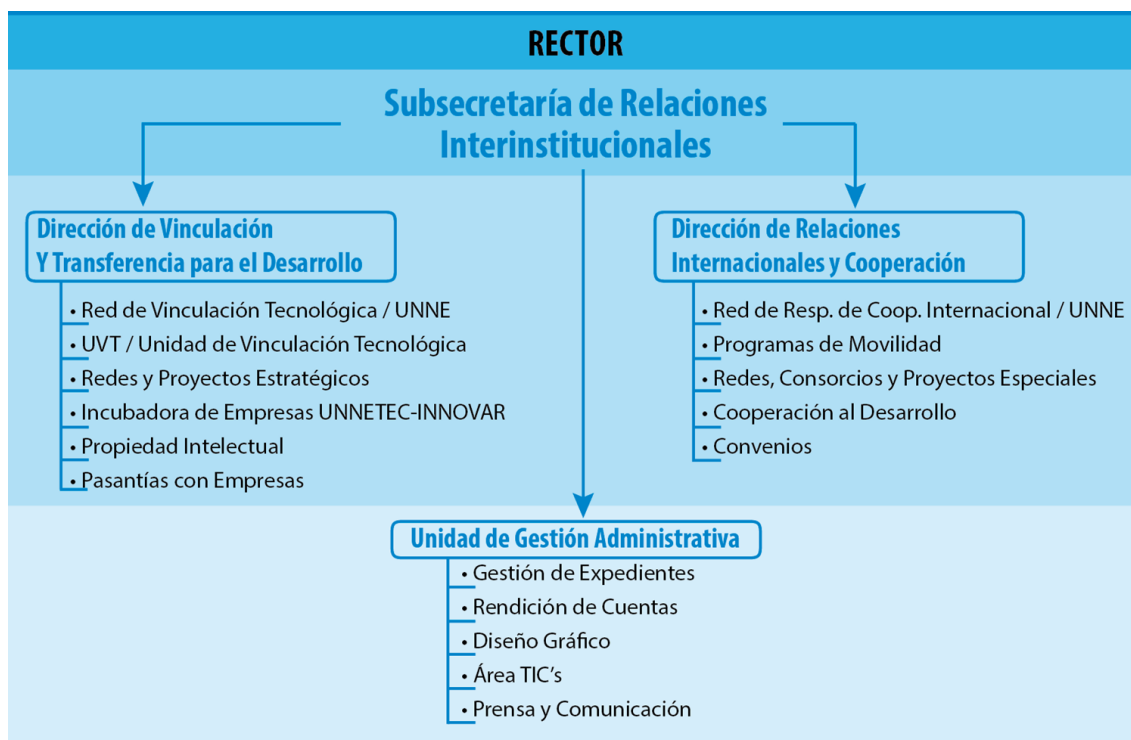 RECTOR
Subsecretaría de Relaciones
Interinstitucionales
Dirección de Vinculación
Y Transferencia para el Desarrollo
• Red de Vinculación Tecnológica / UNNE
• UVT / Unidad de Vinculación Tecnológica
• Redes y Proyectos Estratégicos
• Incubadora de Empresas UNNETEC-INNOVAR
• Propiedad Intelectual
• Pasantías con Empresas
Dirección de Relaciones
Internacionales y Cooperación
• Red de Resp. de Coop. Internacional / UNNE
• Programas de Movilidad
• Redes, Consorcios y Proyectos Especiales
• Cooperación al Desarrollo
• Convenios
Unidad de Gestión Administrativa
• Gestión de Expedientes
• Rendición de Cuentas
• Diseño Gráfico
• Área TIC’s
• Prensa y Comunicación